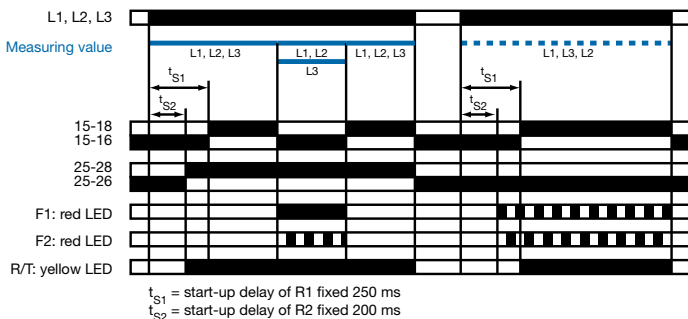 L1, L2, L3
Measuring value
L1, L2, L3
L1, L2
L1, L2, L3
L1, L3, L2
L3
tS1
tS1
tS2
tS2
15-18
15-16
25-28
25-26
F1: red LED
F2: red LED
R/T: yellow LED
tS1 = start-up delay of R1 fixed 250 ms
tS2 = start-up delay of R2 fixed 200 ms